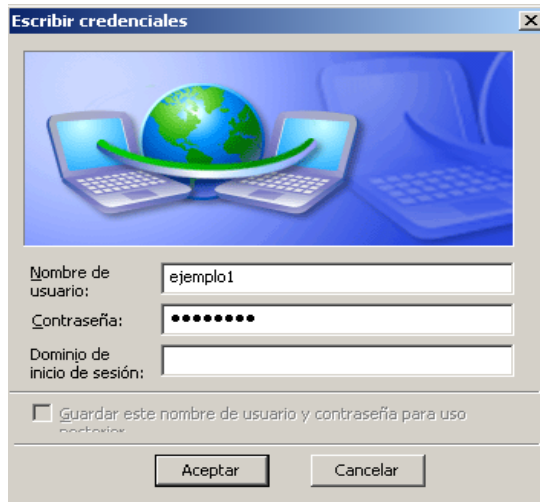 Escribir credenciales
Nombre de
usuario:
ejemplo1
Contraseña:
●●●●●●●●
Dominio de
inicio de sesión:
Guardar este nombre de usuario y contraseña para uso
posterior
Aceptar
Cancelar